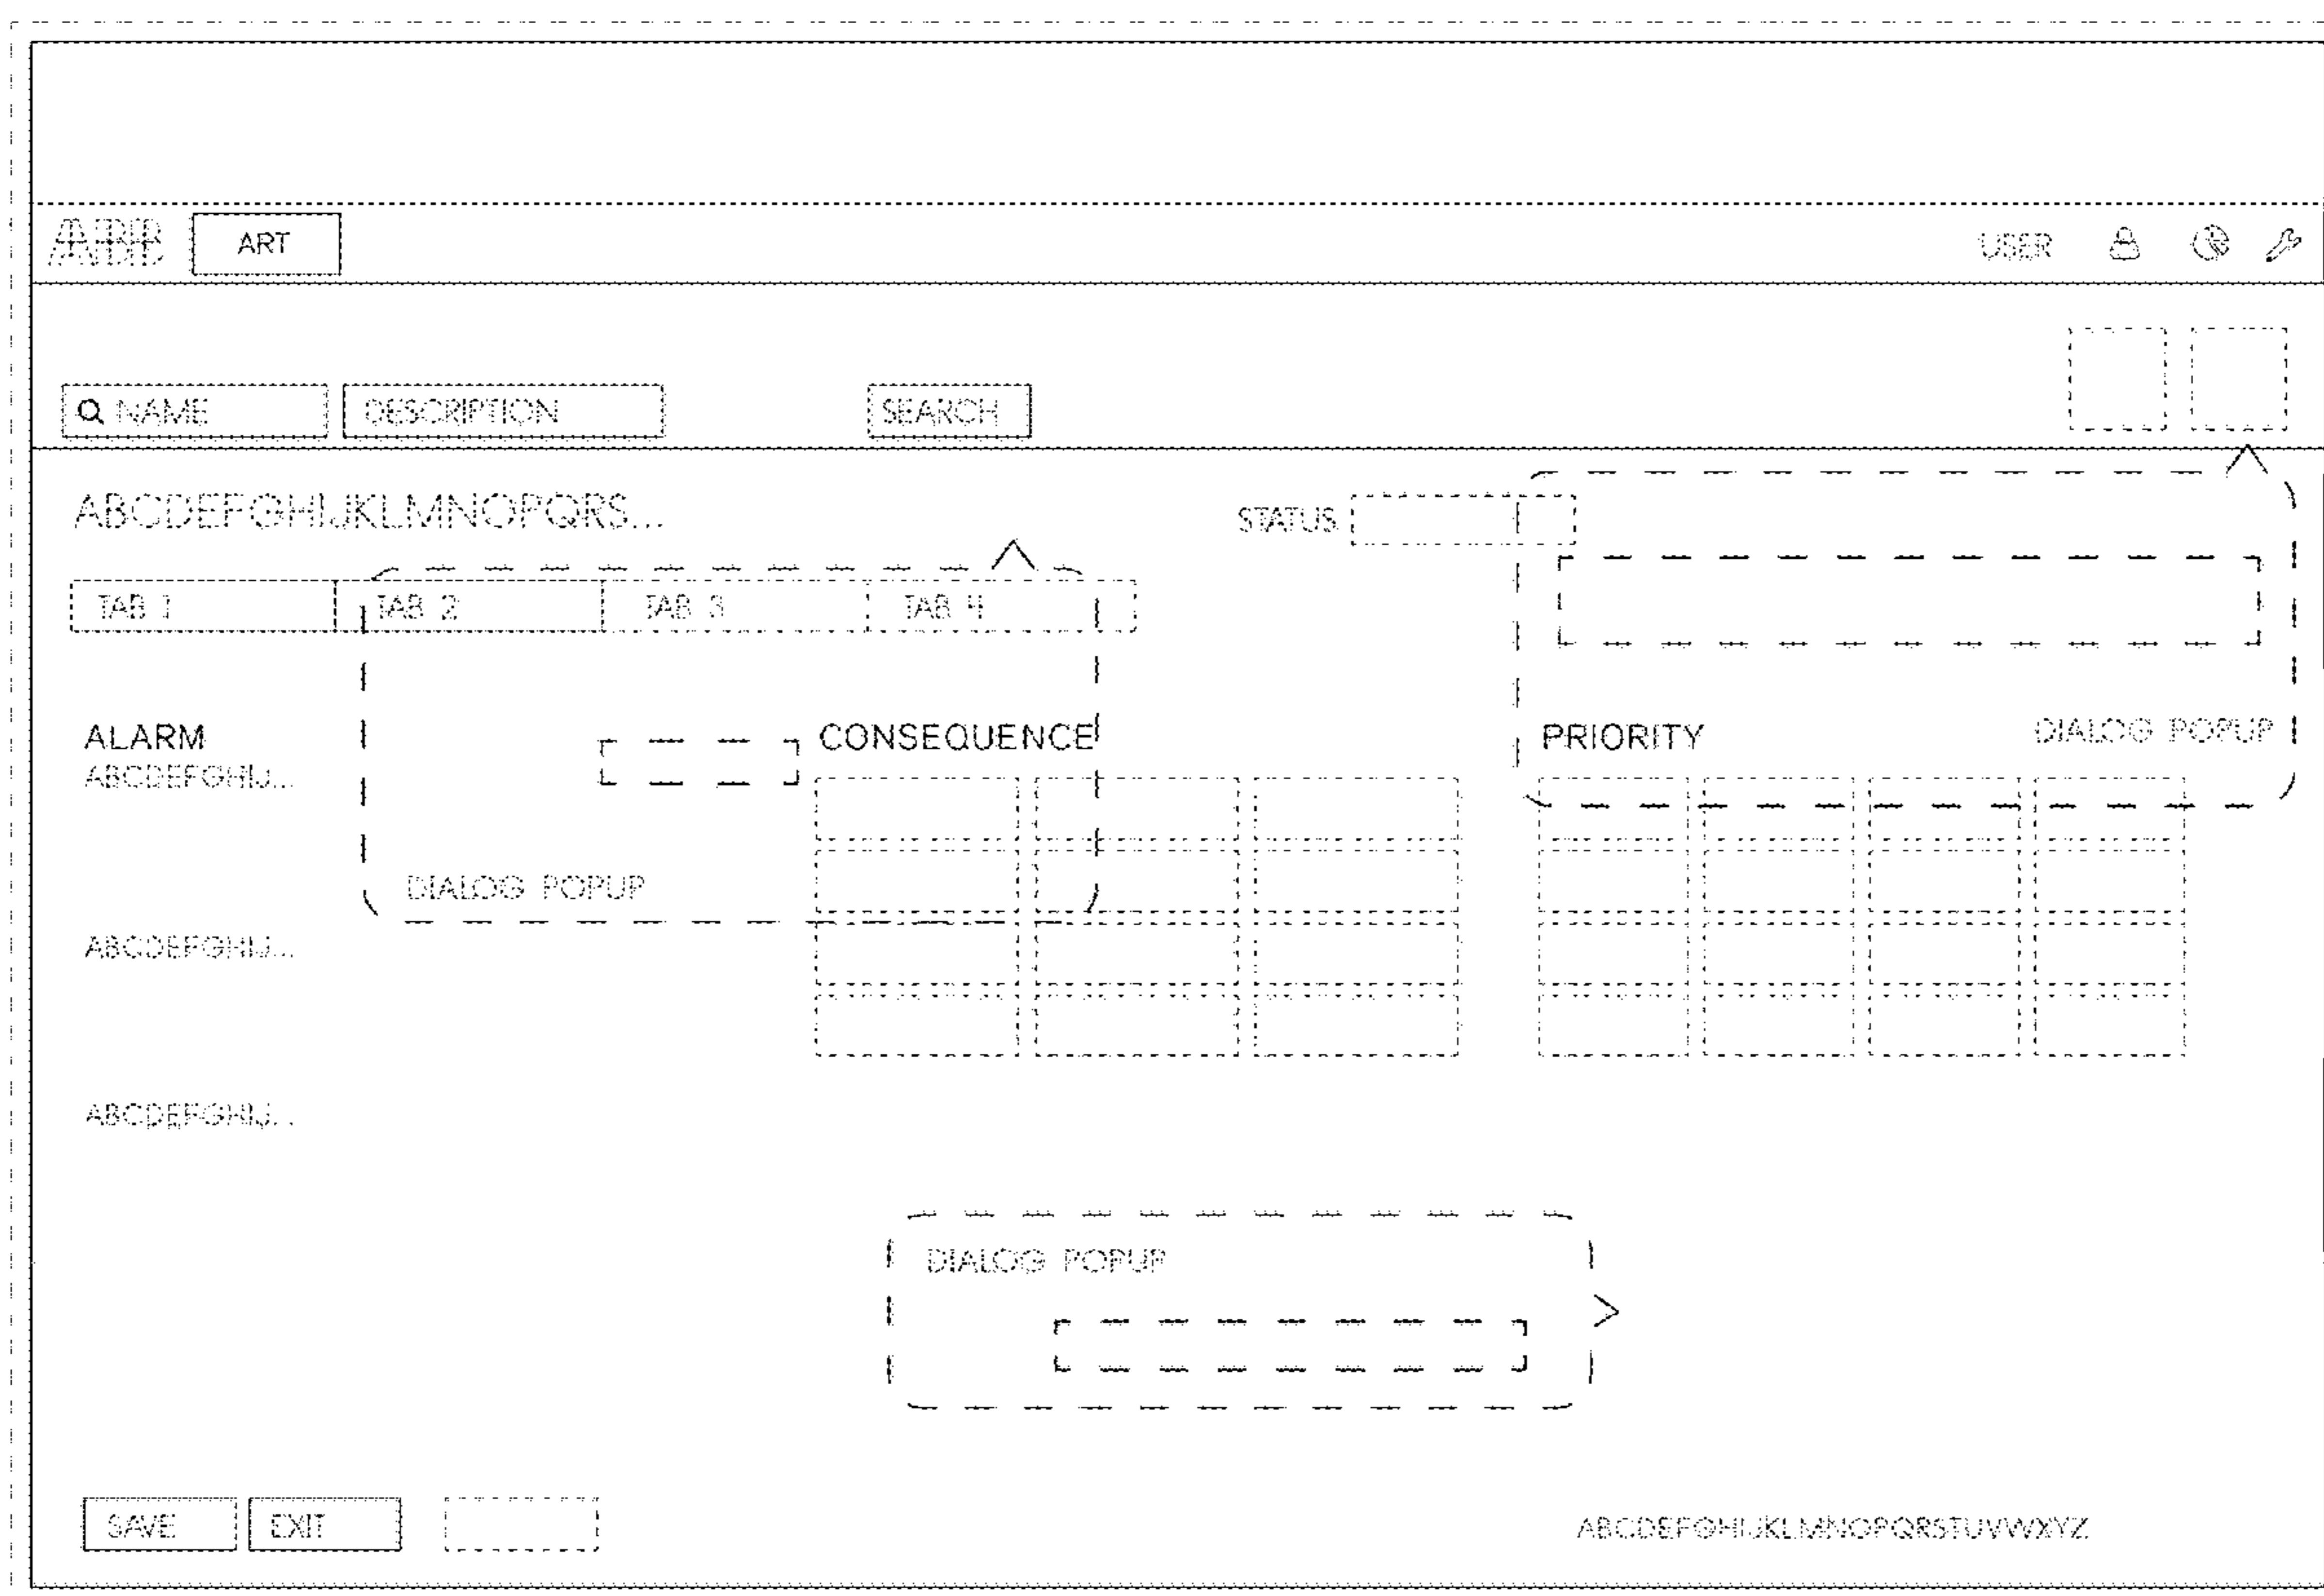 ABB ART USER
NAME DESCRIPTION SEARCH
ABCDEFGHIJKLMNOPQRS... STATUS
TAB 1 TAB 2 TAB 3 TAB 4
ALARM CONSEQUENCE PRIORITY DIALOG POPUP
ABCDEFGHIJ...
DIALOG POPUP
ABCDEFGHIJ...
ABCDEFGHIJ...
DIALOG POPUP
SAVE EXIT ABCDEFGHIJKLMNOPQRSTUVWXYZ